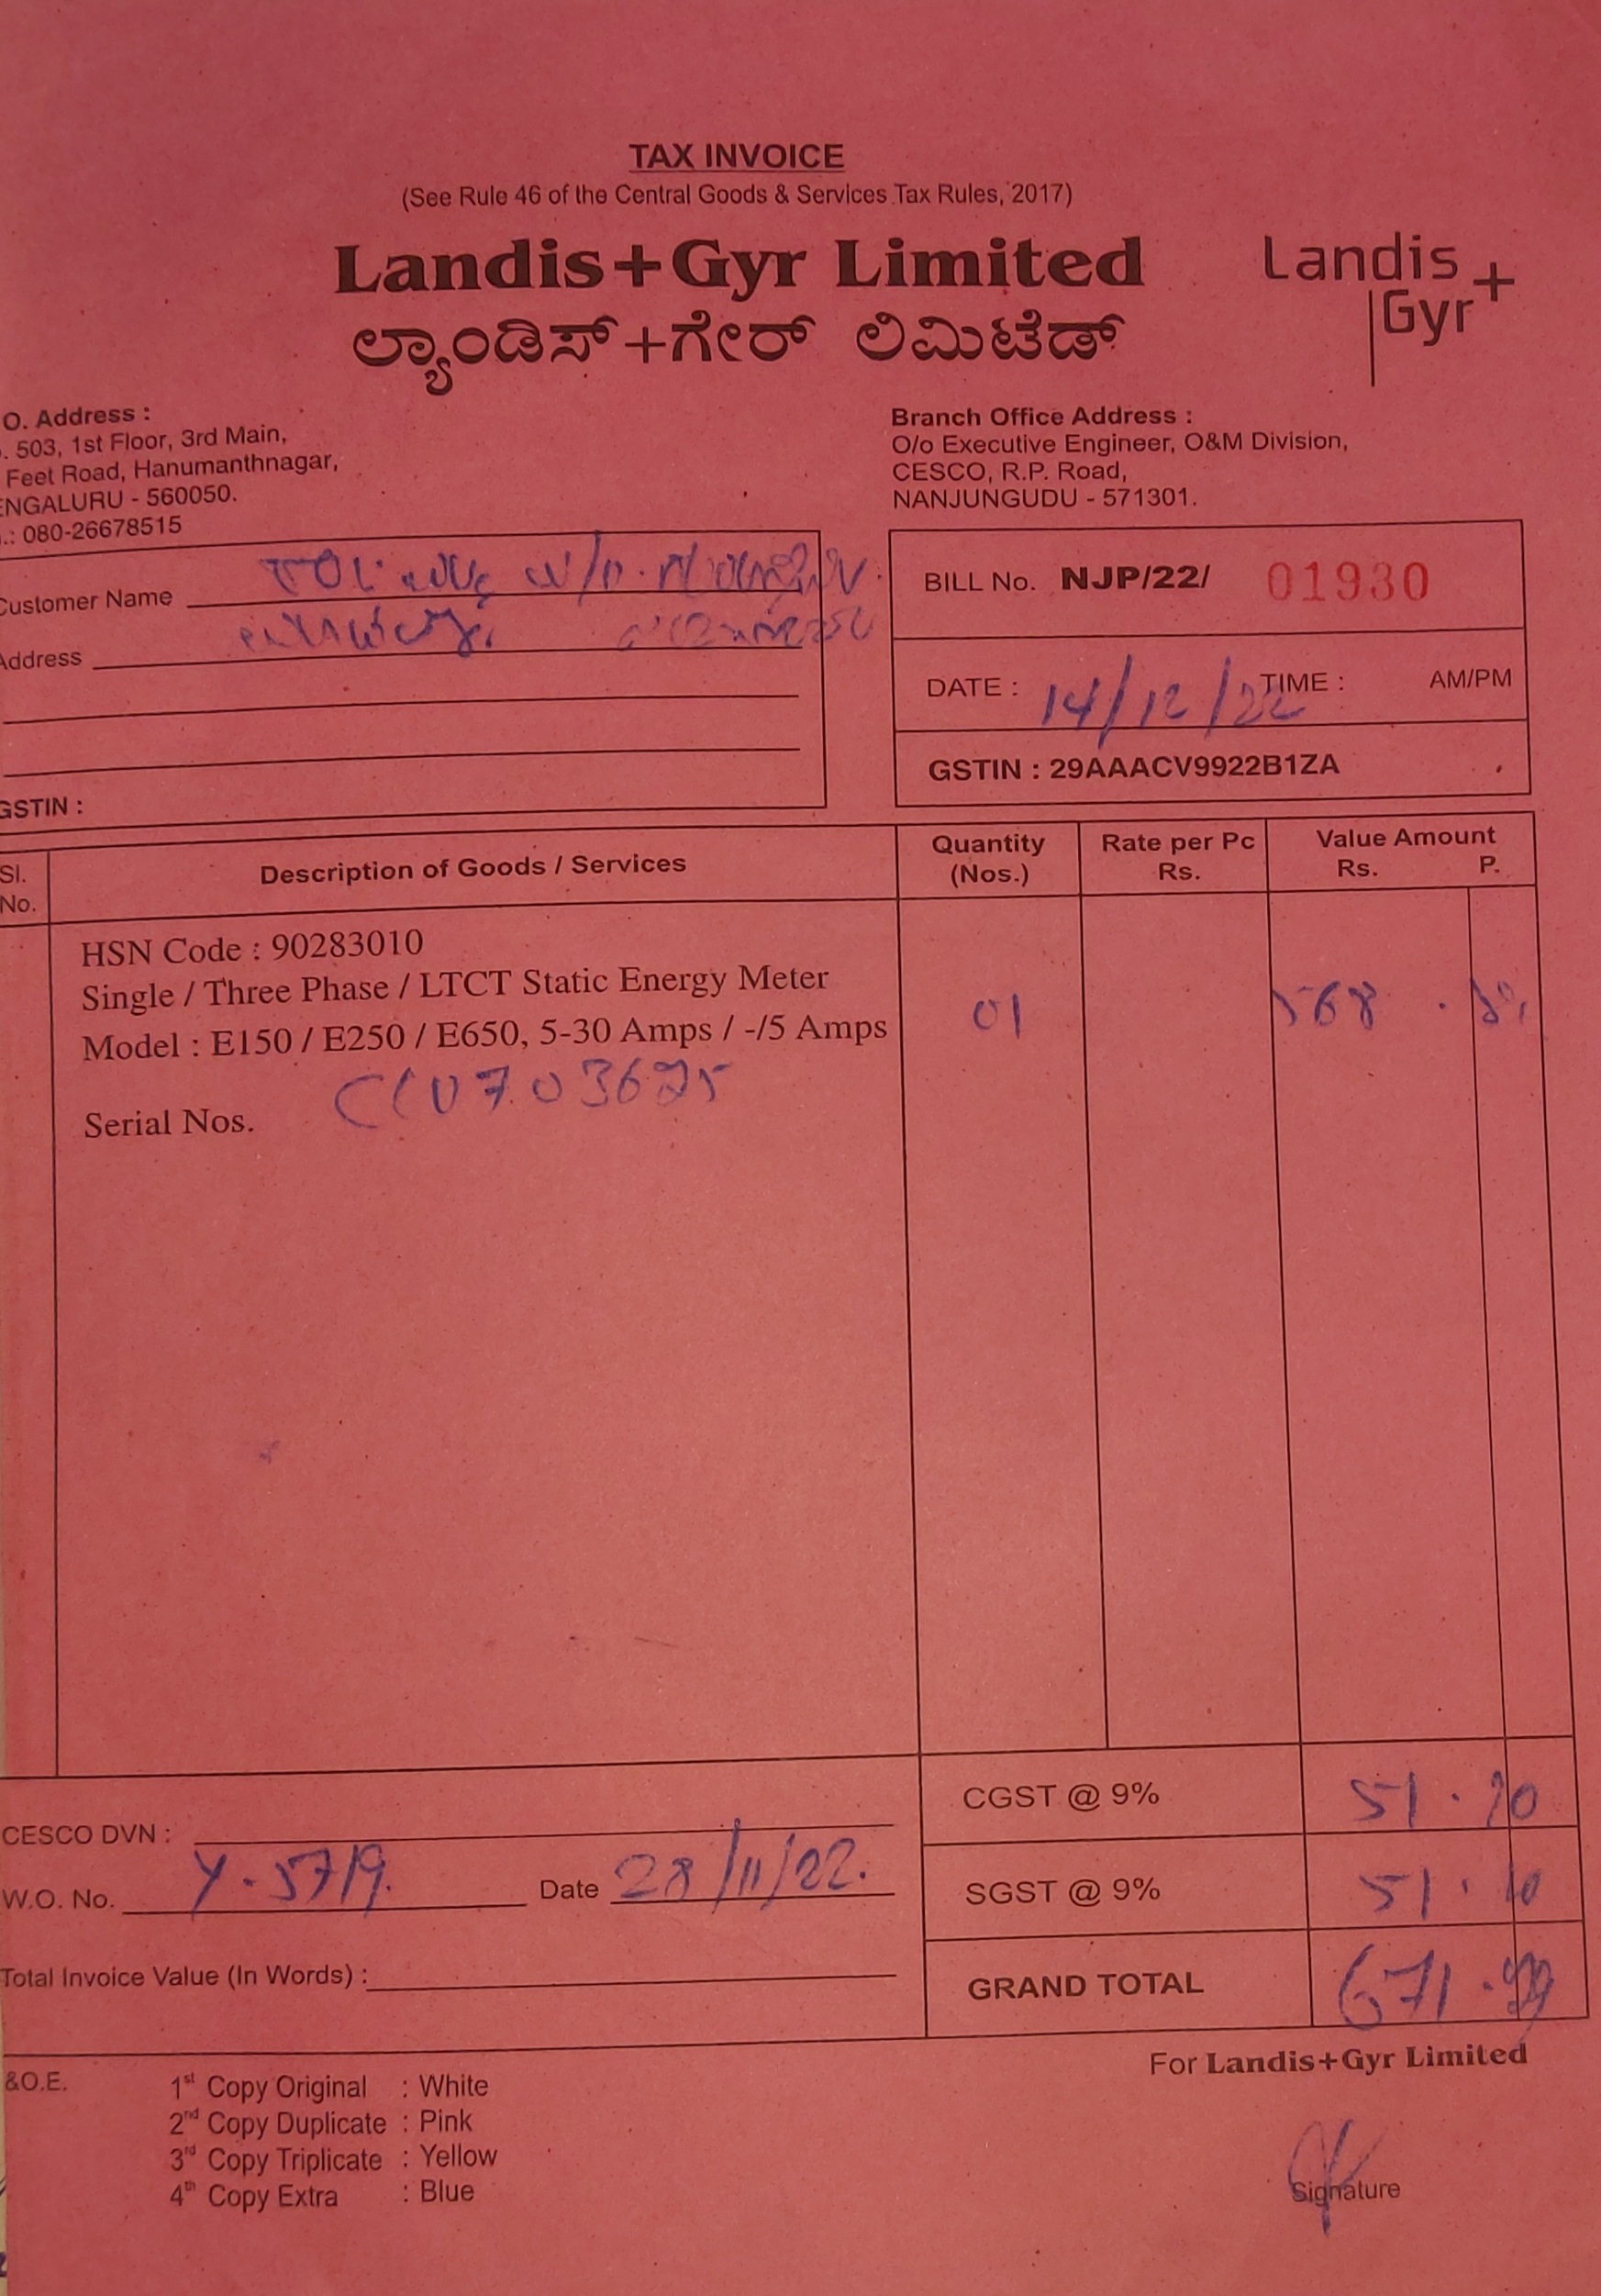 TAX INVOICE
(See Rule 46 of the Central Goods & Services Tax Rules, 2017)
Landis+Gyr Limited
ಲ್ಯಾಂಡಿಸ್+ಗೇರ್ ಲಿಮಿಟೆಡ್
Landis
Gyr+
O. Address :
. 503, 1st Floor, 3rd Main,
Feet Road, Hanumanthnagar,
ENGALURU - 560050.
.: 080-26678515
Branch Office Address :
O/o Executive Engineer, O&M Division,
CESCO, R.P. Road,
NANJUNGUDU - 571301.
Customer Name
Address
GSTIN :
BILL No. NJP/22/ 01930
DATE : 14/12/22 TIME : AM/PM
GSTIN : 29AAACV9922B1ZA
Sl. No. Description of Goods / Services Quantity (Nos.) Rate per Pc Rs. Value Amount Rs. P.
HSN Code : 90283010
Single / Three Phase / LTCT Static Energy Meter
Model : E150 / E250 / E650, 5-30 Amps / -/5 Amps 01 568
Serial Nos.
CGST @ 9% 51.
CESCO DVN :
W.O. No. Y-5719. Date 28/11/22.
SGST @ 9% 51.10
Total Invoice Value (In Words) :
GRAND TOTAL 671.
For Landis+Gyr Limited
&O.E.
1st Copy Original : White
2nd Copy Duplicate : Pink
3rd Copy Triplicate : Yellow
4th Copy Extra : Blue
Signature